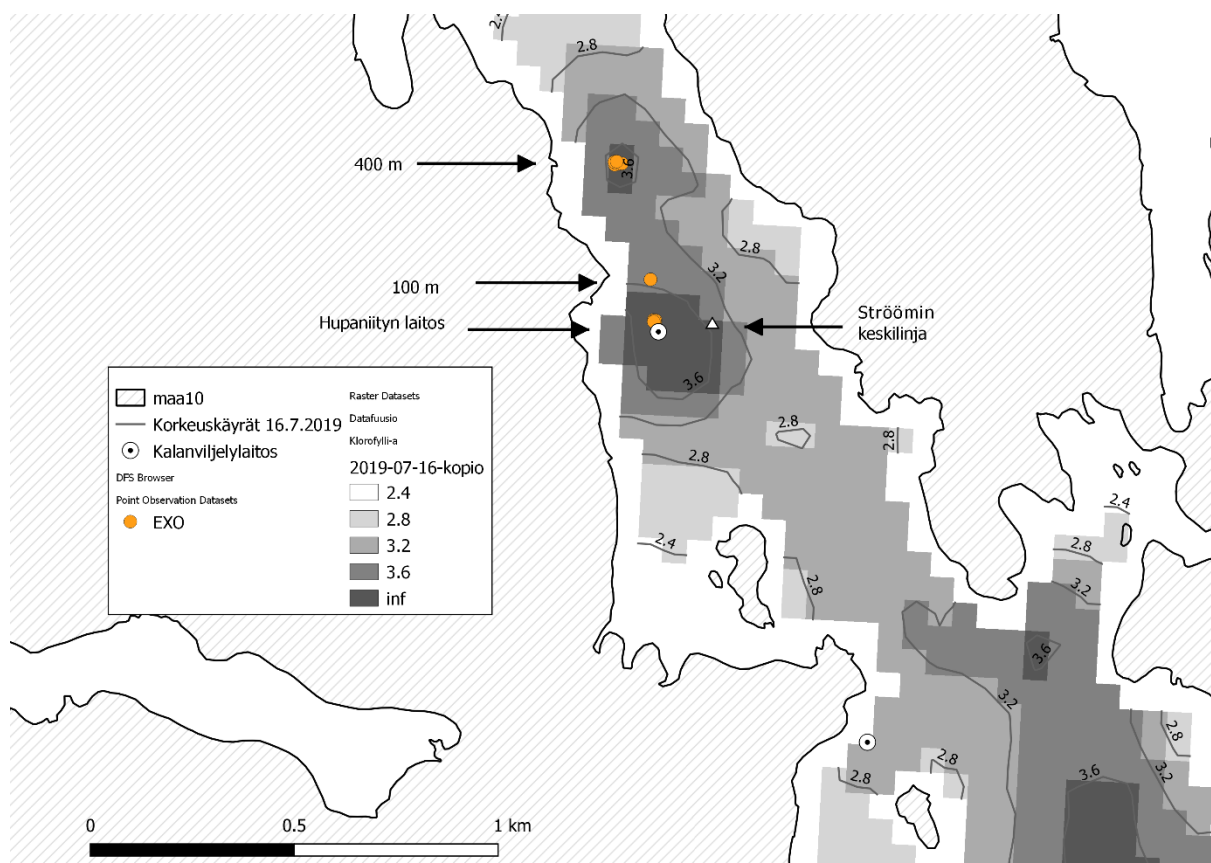 2.4
2.8
400 m
3.6
2.8
3.2
100 m
Hupaniityn laitos
Ströömin
keskilinja
3.6
maa10
Korkeuskäyrät 16.7.2019
Kalanviljelylaitos
DFS Browser
Point Observation Datasets
EXO
Raster Datasets
Datafuusio
Klorofylli-a
2019-07-16-kopio
2.4
2.8
3.2
3.6
inf
2.8
2.8
2.8
2.4
2.8
2.4
2.8
3.2
3.6
3.2
2.8
3.2
2.8
2.8
3.6
0
0.5
1 km